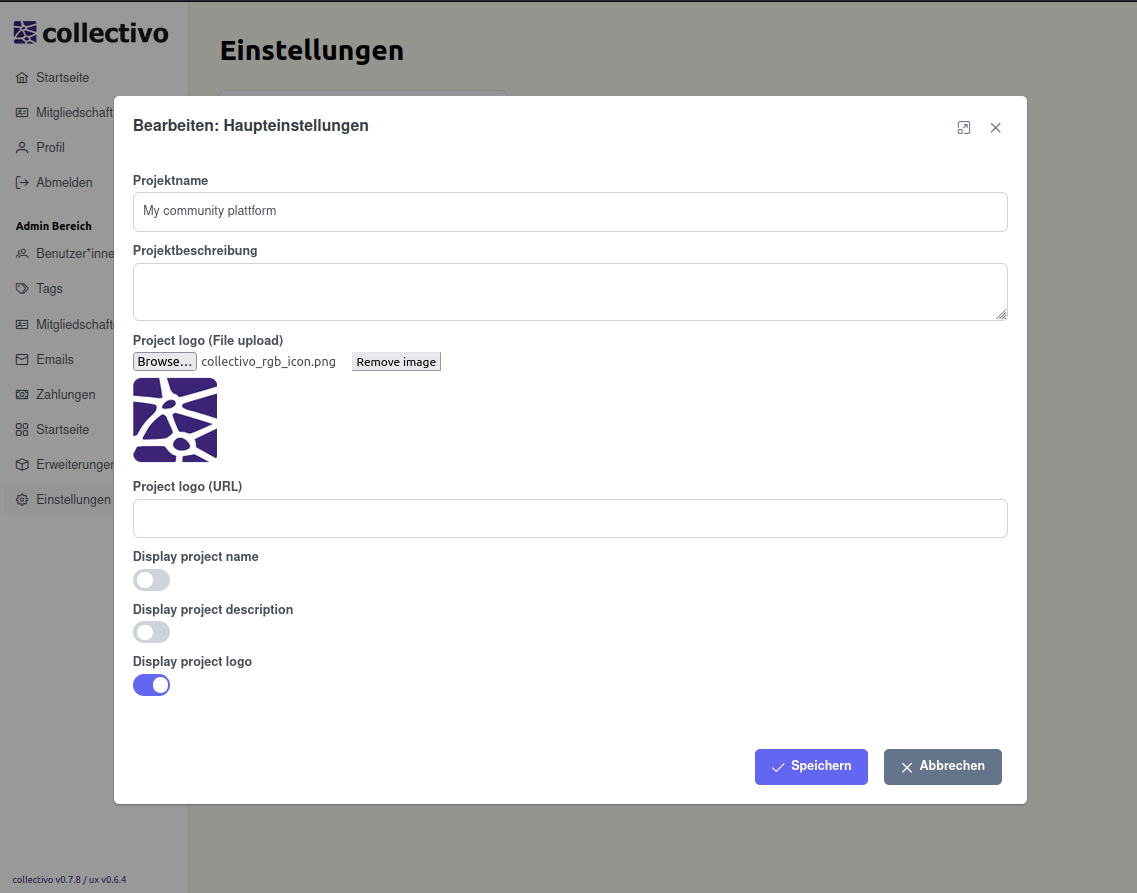 collectivo
Einstellungen
Startseite
Mitgliedschaft
Profil
Abmelden
Admin Bereich
Benutzer*inne
Tags
Mitgliedschaft
Emails
Zahlungen
Startseite
Erweiterunger
Einstellungen
Bearbeiten: Haupteinstellungen
Projektname
My community plattform
Projektbeschreibung
Project logo (File upload)
Browse... collectivo_rgb_icon.png Remove image
Project logo (URL)
Display project name
Display project description
Display project logo
Speichern Abbrechen
collectivo v0.7.8 / ux v0.6.4